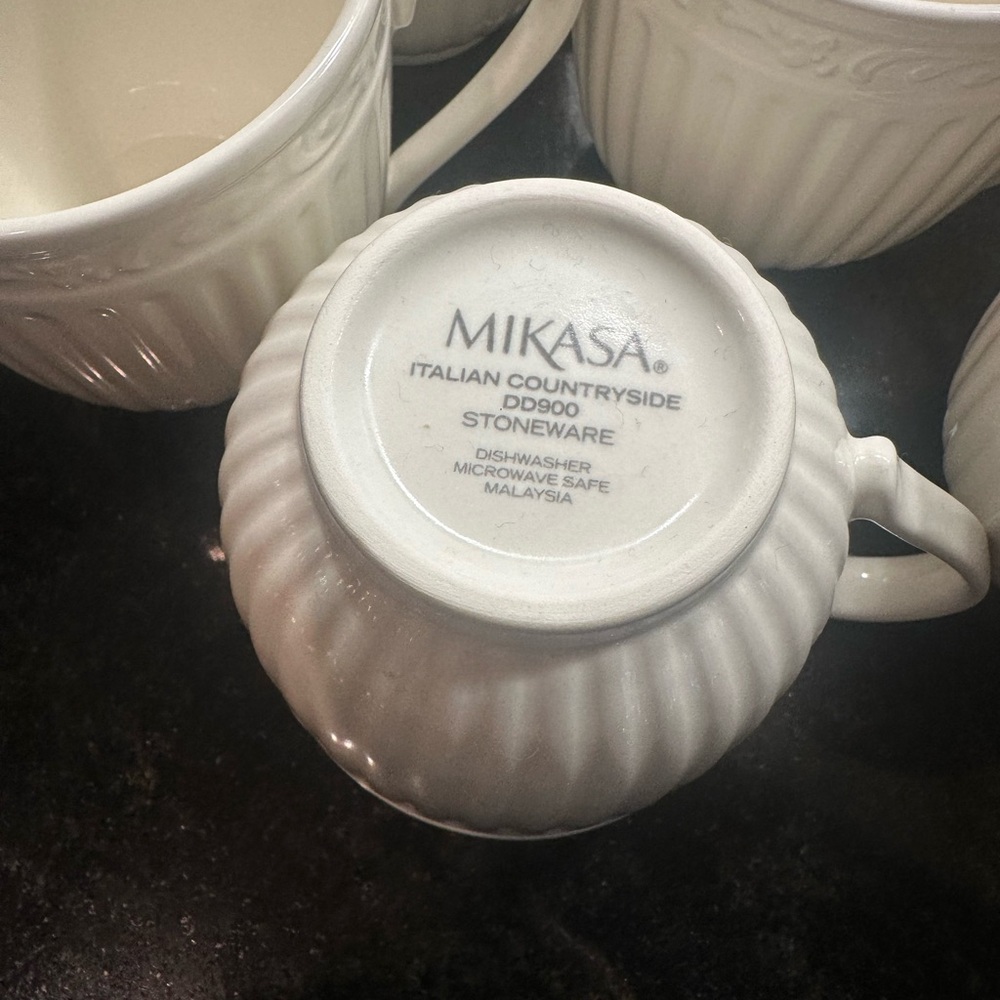 MIKASA®
ITALIAN COUNTRYSIDE
DD900
STONEWARE
DISHWASHER
MICROWAVE SAFE
MALAYSIA